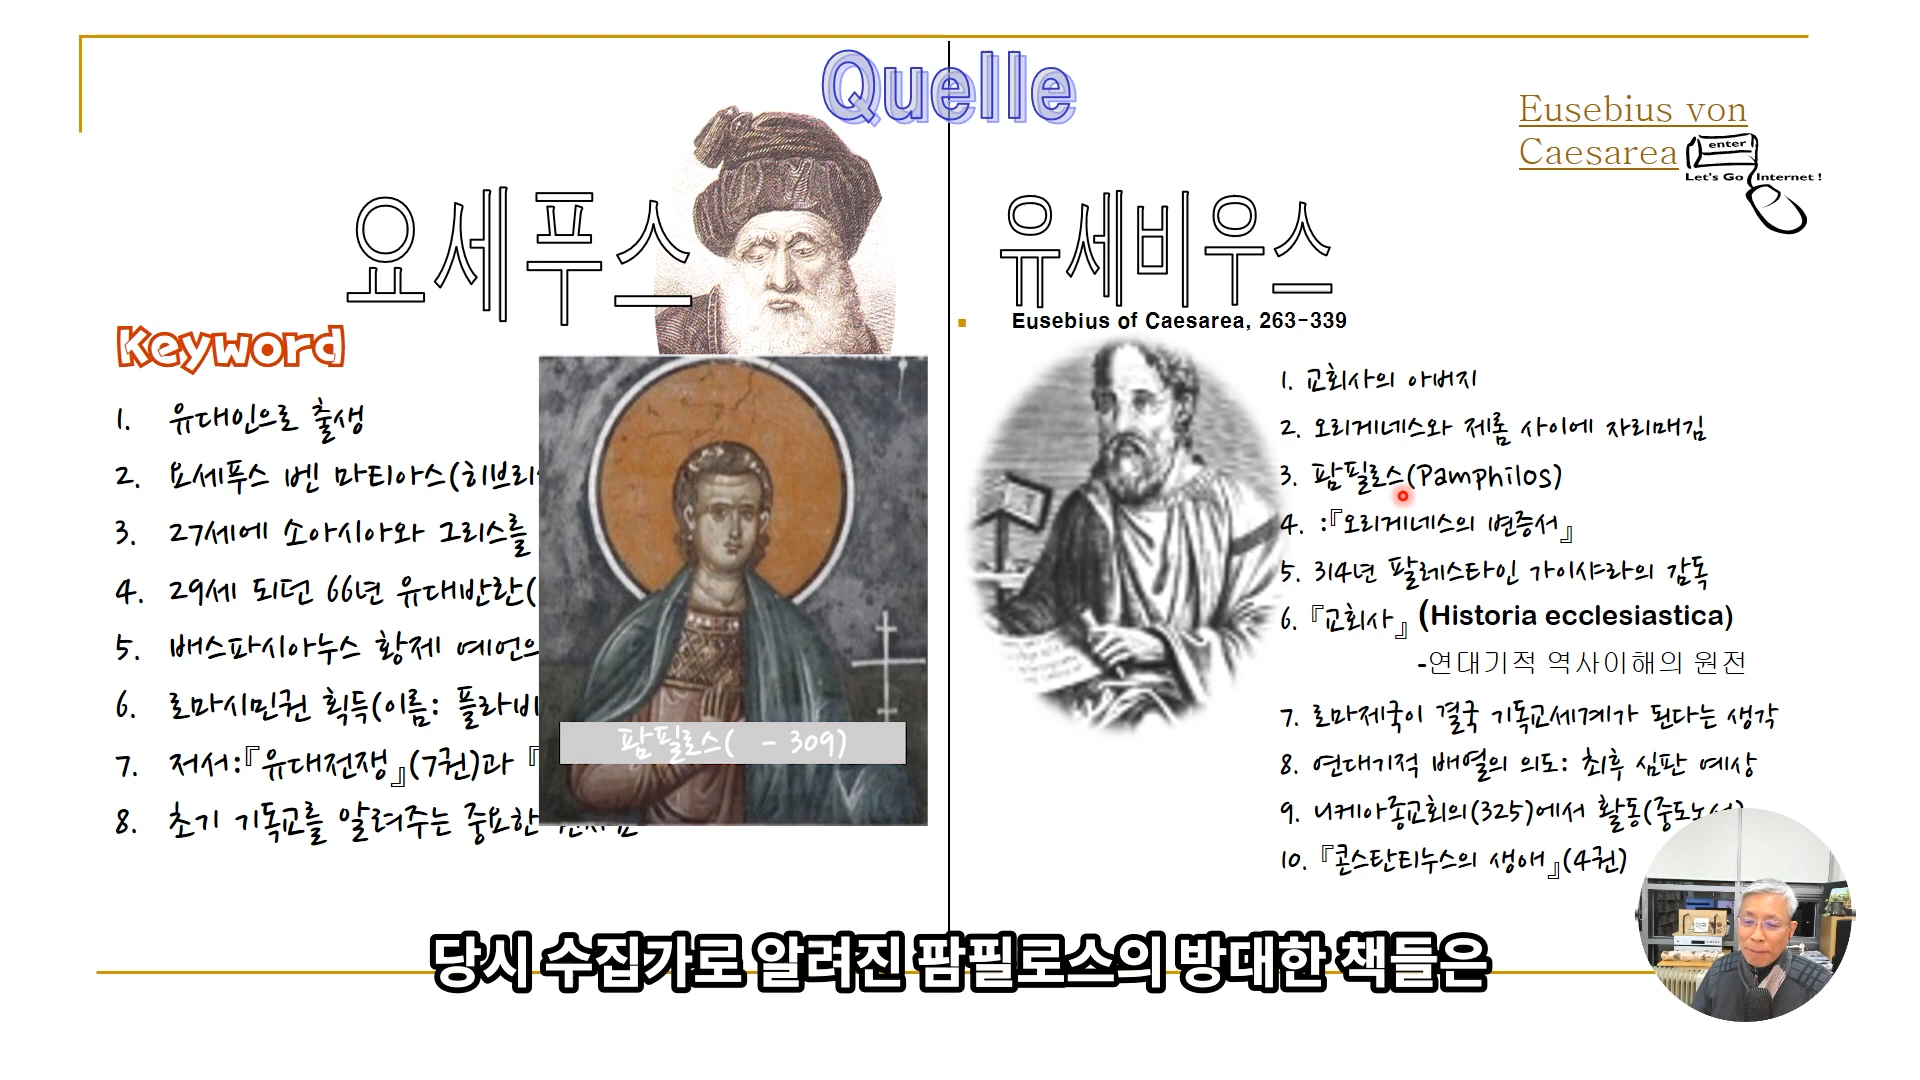 Quelle
Eusebius von
Caesarea
enter
Let's Go Internet !
요세푸스
유세비우스
Eusebius of Caesarea, 263-339
Keyword
1. 유대인으로 출생
2. 요세푸스 벤 마티아스(히브리
3. 27세에 소아시아와 그리스를
4. 29세 되던 66년 유대반란(
5. 배스파시아누스 황제 예언으
6. 로마시민권 획득(이름: 플라비
7. 저서:『유대전쟁』(7권)과 『
8. 초기 기독교를 알려주는 중요한
팜필로스( - 309)
1. 교회사의 아버지
2. 오리게네스와 제롬 사이에 자리매김
3. 팜필로스(Pamphilos)
4. :『오리게네스의 변증서』
5. 314년 팔레스타인 가이샤라의 감독
6. 『교회사』 (Historia ecclesiastica)
-연대기적 역사이해의 원전
7. 로마제국이 결국 기독교세계가 된다는 생각
8. 연대기적 배열의 의도: 최후 심판 예상
9. 니케아종교회의(325)에서 활동(중도노선)
10. 『콘스탄티누스의 생애』(4권)
당시 수집가로 알려진 팜필로스의 방대한 책들은